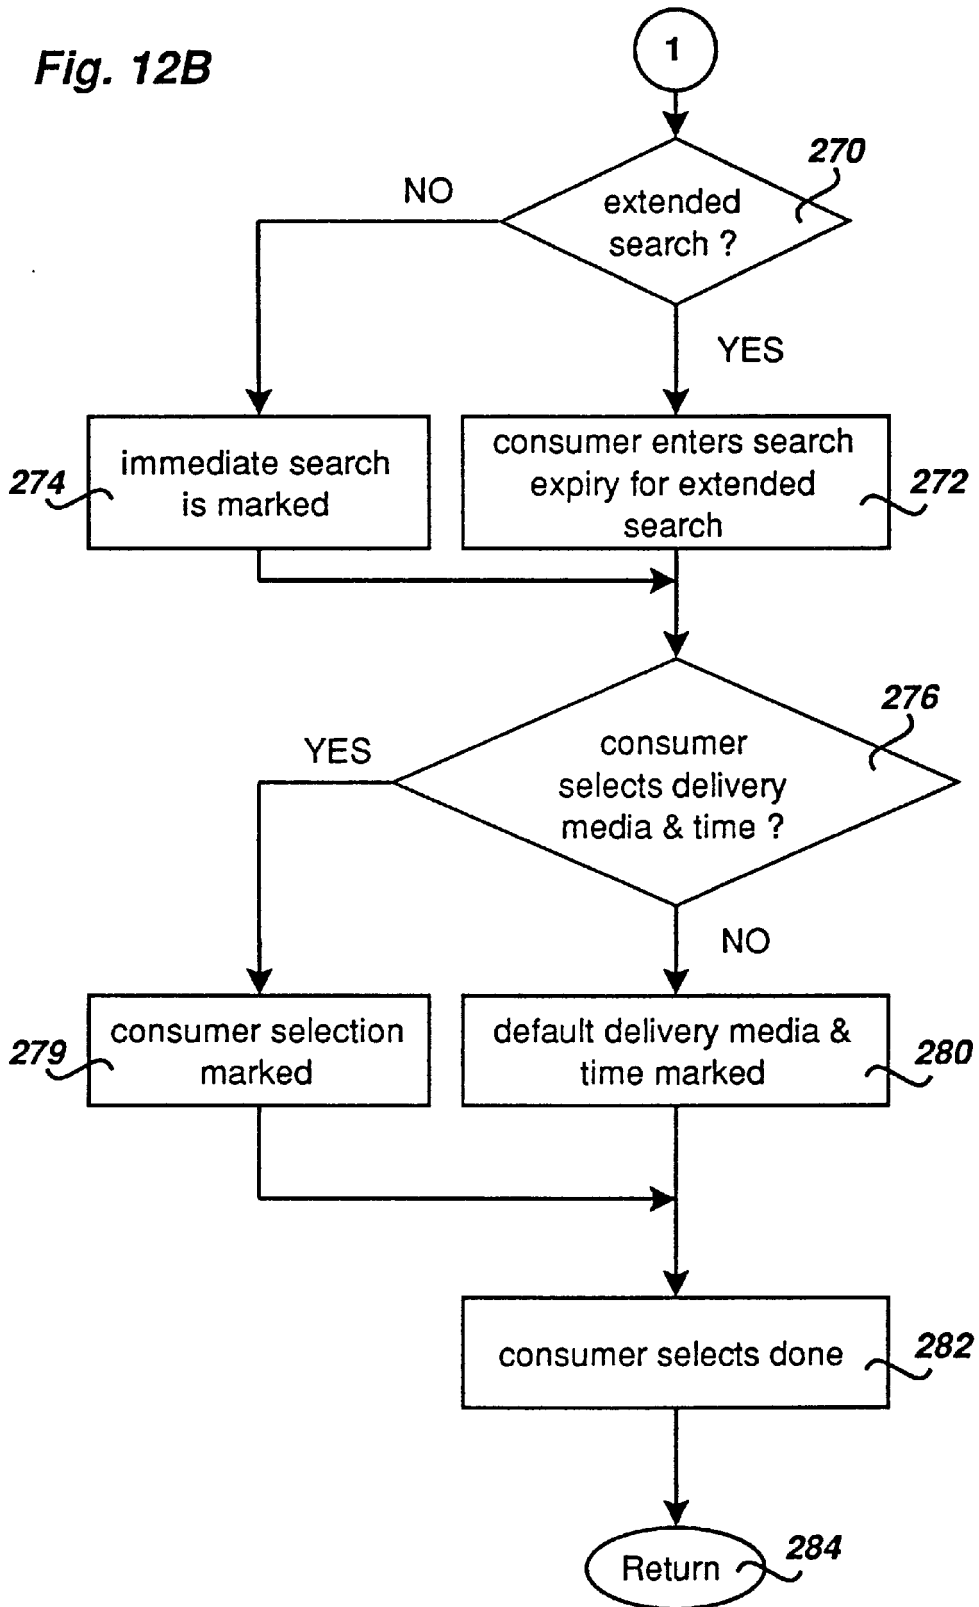 Fig. 12B
1
270
NO
extended
search ?
YES
274
immediate search
is marked
consumer enters search
expiry for extended
search
272
276
YES
consumer
selects delivery
media & time ?
NO
279
consumer selection
marked
default delivery media &
time marked
280
consumer selects done
282
Return
284